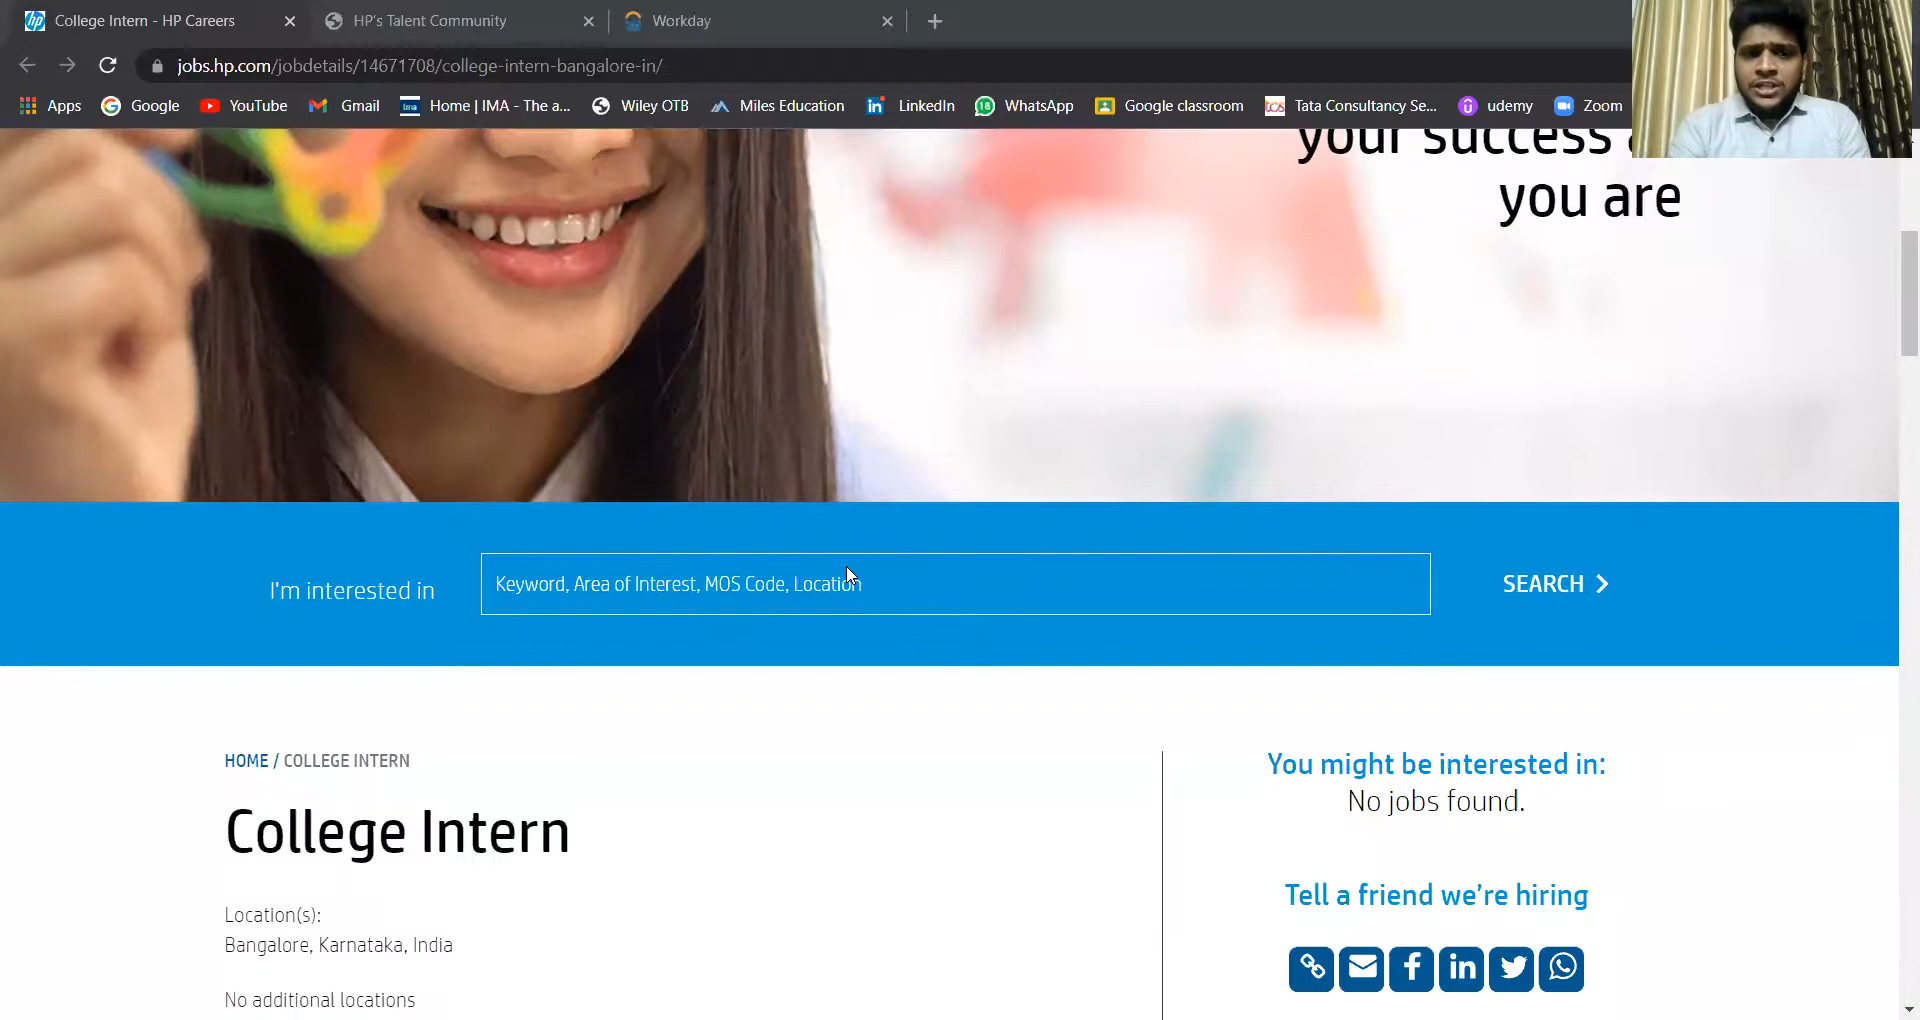 College Intern - HP Careers
HP's Talent Community
Workday
jobs.hp.com/jobdetails/14671708/college-intern-bangalore-in/
Apps
Google
YouTube
Gmail
ima
Home | IMA - The a...
Wiley OTB
Miles Education
in
LinkedIn
18
WhatsApp
Google classroom
tcs
Tata Consultancy Se...
udemy
Zoom
your success
you are
I'm interested in
Keyword, Area of Interest, MOS Code, Location
SEARCH
HOME / COLLEGE INTERN
College Intern
Location(s):
Bangalore, Karnataka, India
No additional locations
You might be interested in:
No jobs found.
Tell a friend we're hiring